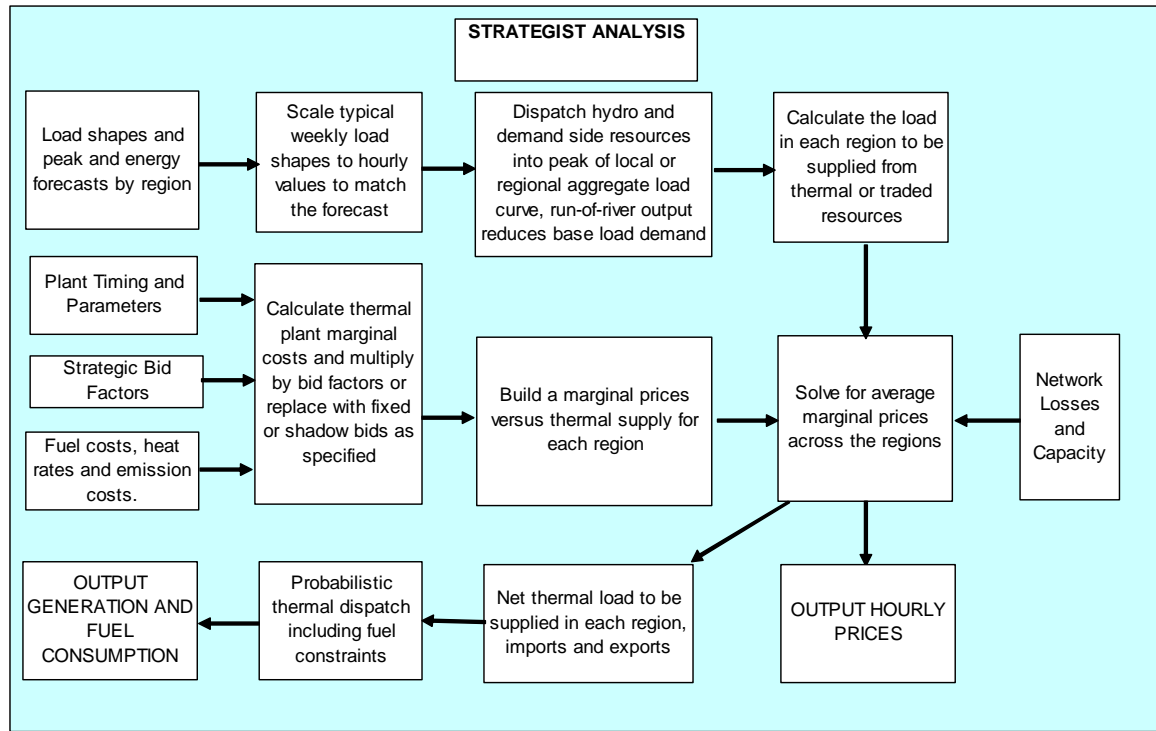 STRATEGIST ANALYSIS
Load shapes and
peak and energy
forecasts by region
Scale typical
weekly load
shapes to hourly
values to match
the forecast
Dispatch hydro and
demand side resources
into peak of local or
regional aggregate load
curve, run-of-river output
reduces base load demand
Calculate the load
in each region to be
supplied from
thermal or traded
resources
Plant Timing and
Parameters
Strategic Bid
Factors
Fuel costs, heat
rates and emission
costs.
Calculate thermal
plant marginal
costs and multiply
by bid factors or
replace with fixed
or shadow bids as
specified
Build a marginal prices
versus thermal supply for
each region
Solve for average
marginal prices
across the regions
Network
Losses
and
Capacity
OUTPUT
GENERATION AND
FUEL
CONSUMPTION
Probabilistic
thermal dispatch
including fuel
constraints
Net thermal load to be
supplied in each region,
imports and exports
OUTPUT HOURLY
PRICES